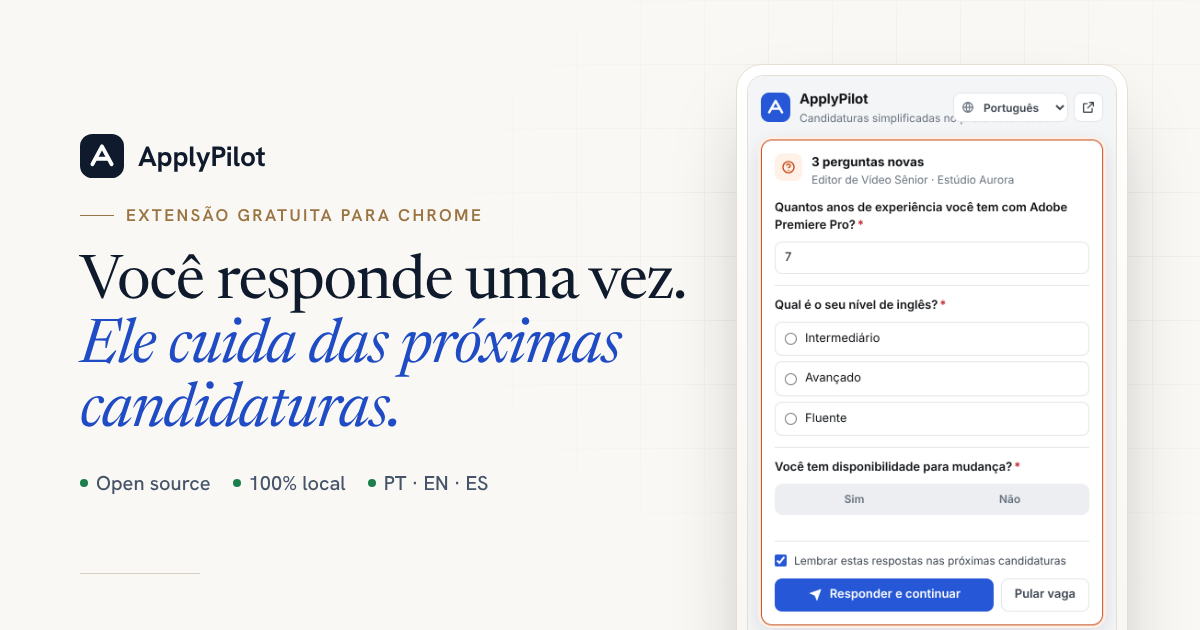 ApplyPilot
EXTENSÃO GRATUITA PARA CHROME
Você responde uma vez.
Ele cuida das próximas
candidaturas.
Open source
100% local
PT · EN · ES
ApplyPilot
Candidaturas simplificadas no
Português
3 perguntas novas
Editor de Vídeo Sênior · Estúdio Aurora
Quantos anos de experiência você tem com Adobe
Premiere Pro? *
7
Qual é o seu nível de inglês? *
Intermediário
Avançado
Fluente
Você tem disponibilidade para mudança? *
Sim
Não
Lembrar estas respostas nas próximas candidaturas
Responder e continuar
Pular vaga